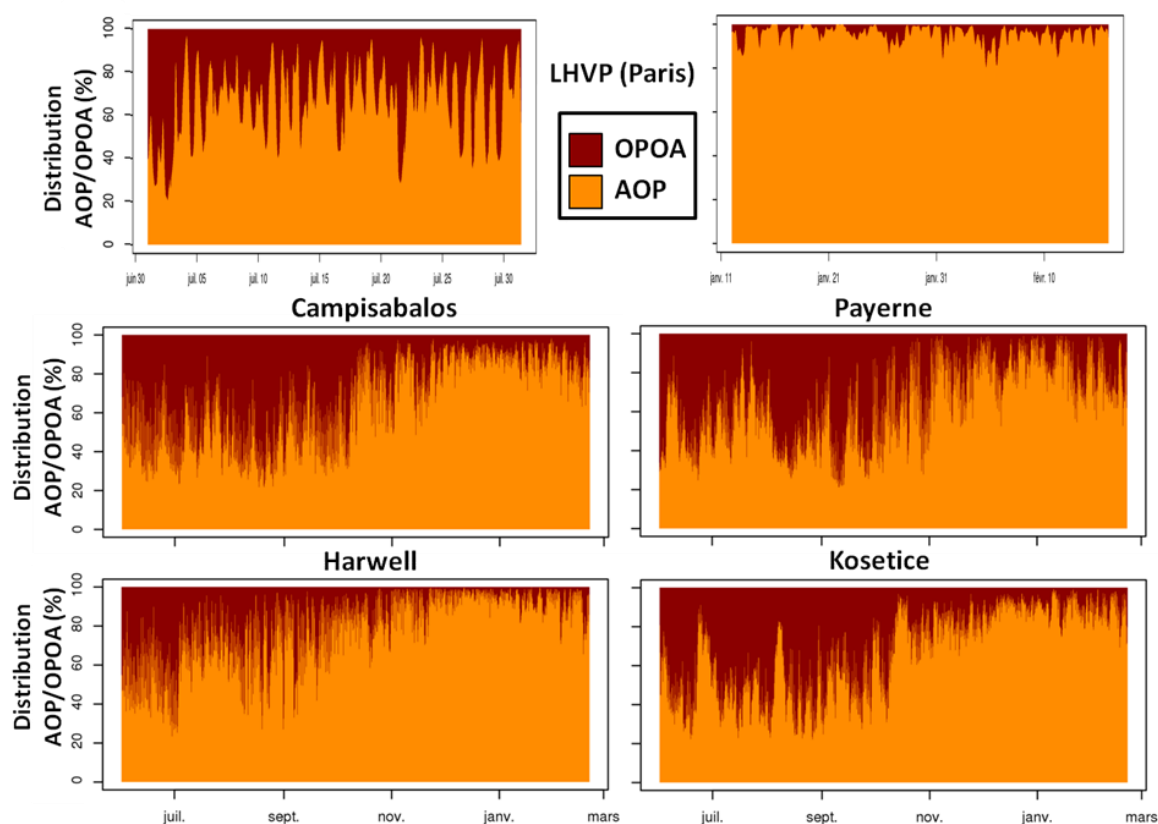 Distribution
AOP/OPOA (%)
100
80
60
40
20
0
juin 30
juil. 05
juil. 10
juil. 15
juil. 20
juil. 25
juil. 30
LHVP (Paris)
OPOA
AOP
janv. 11
janv. 21
janv. 31
févr. 10
Campisabalos
Payerne
Distribution
AOP/OPOA (%)
100
80
60
40
20
0
Harwell
Kosetice
Distribution
AOP/OPOA (%)
100
80
60
40
20
0
juil.
sept.
nov.
janv.
mars
juil.
sept.
nov.
janv.
mars